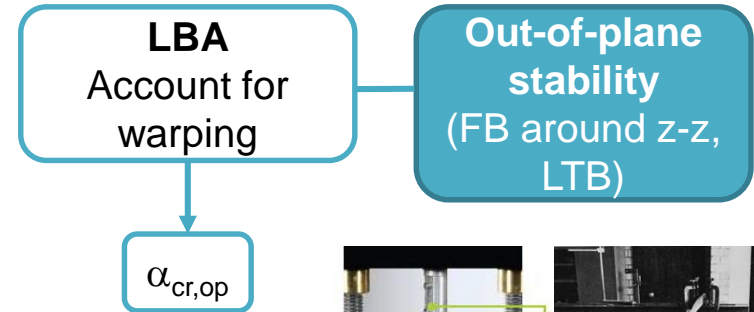 LBA
Account for
warping
Out-of-plane
stability
(FB around z-z,
LTB)
αcr,op